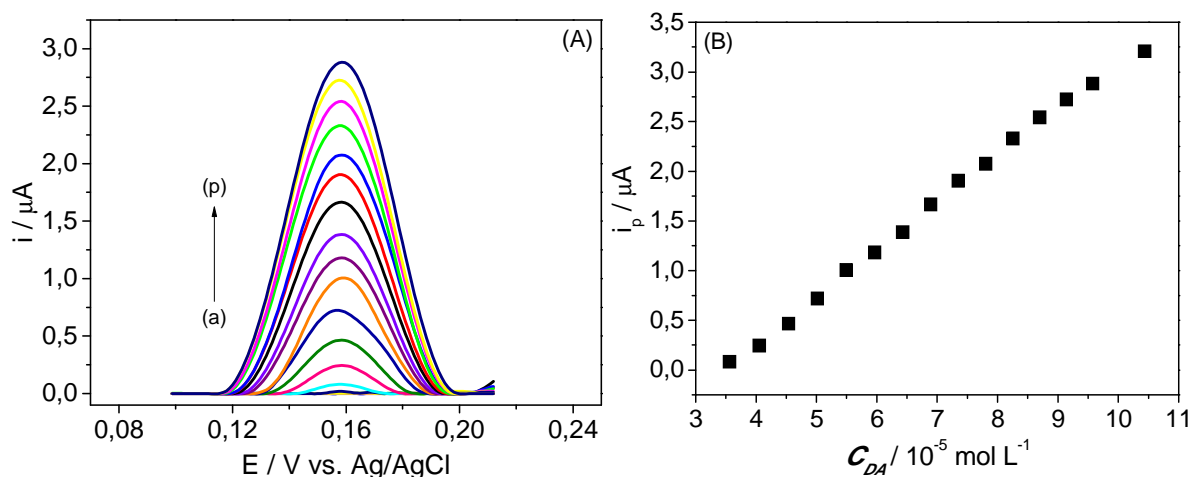 (A)
3,0
2,5
2,0
1,5
1,0
0,5
0,0
i / µA
(p)
(a)
0,08 0,12 0,16 0,20 0,24
E / V vs. Ag/AgCl
(B)
3,5
3,0
2,5
2,0
1,5
1,0
0,5
0,0
ip / µA
3 4 5 6 7 8 9 10 11
CDA / 10-5 mol L-1